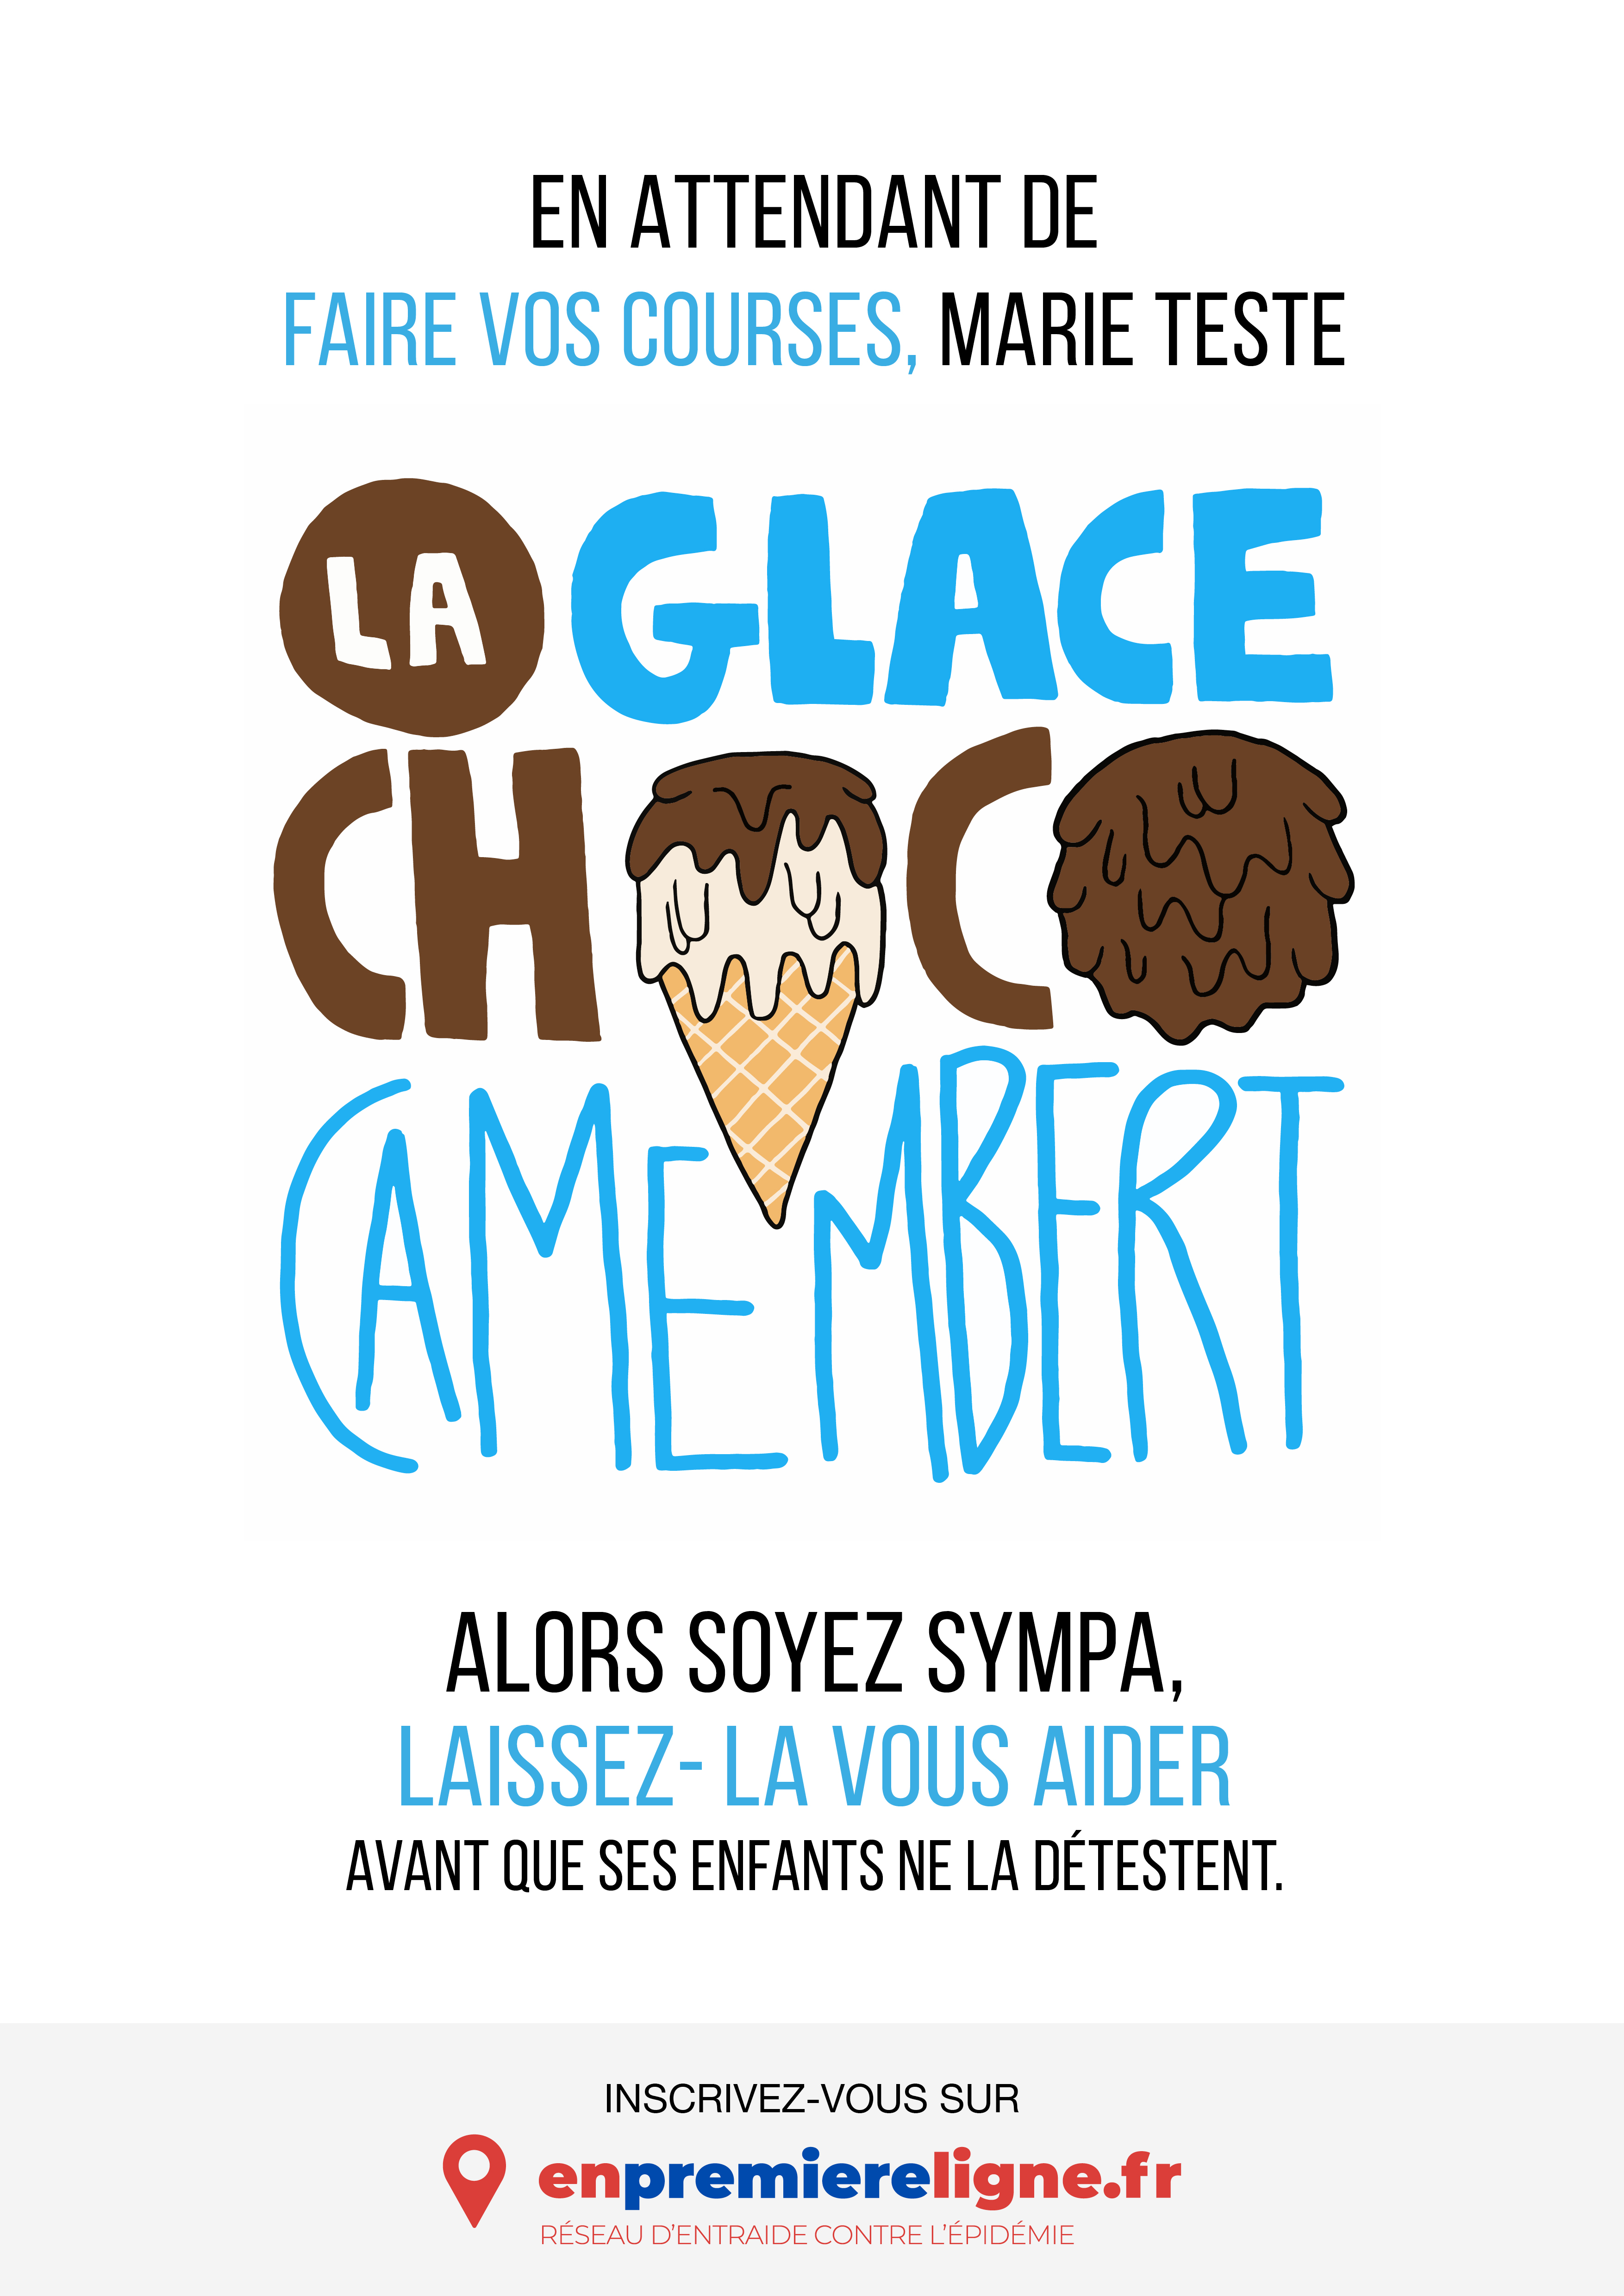 EN ATTENDANT DE
FAIRE VOS COURSES, MARIE TESTE
LA GLACE
CHOCO
CAMEMBERT
ALORS SOYEZ SYMPA,
LAISSEZ- LA VOUS AIDER
AVANT QUE SES ENFANTS NE LA DÉTESTENT.
INSCRIVEZ-VOUS SUR
enpremiereligne.fr
RÉSEAU D'ENTRAIDE CONTRE L'ÉPIDÉMIE